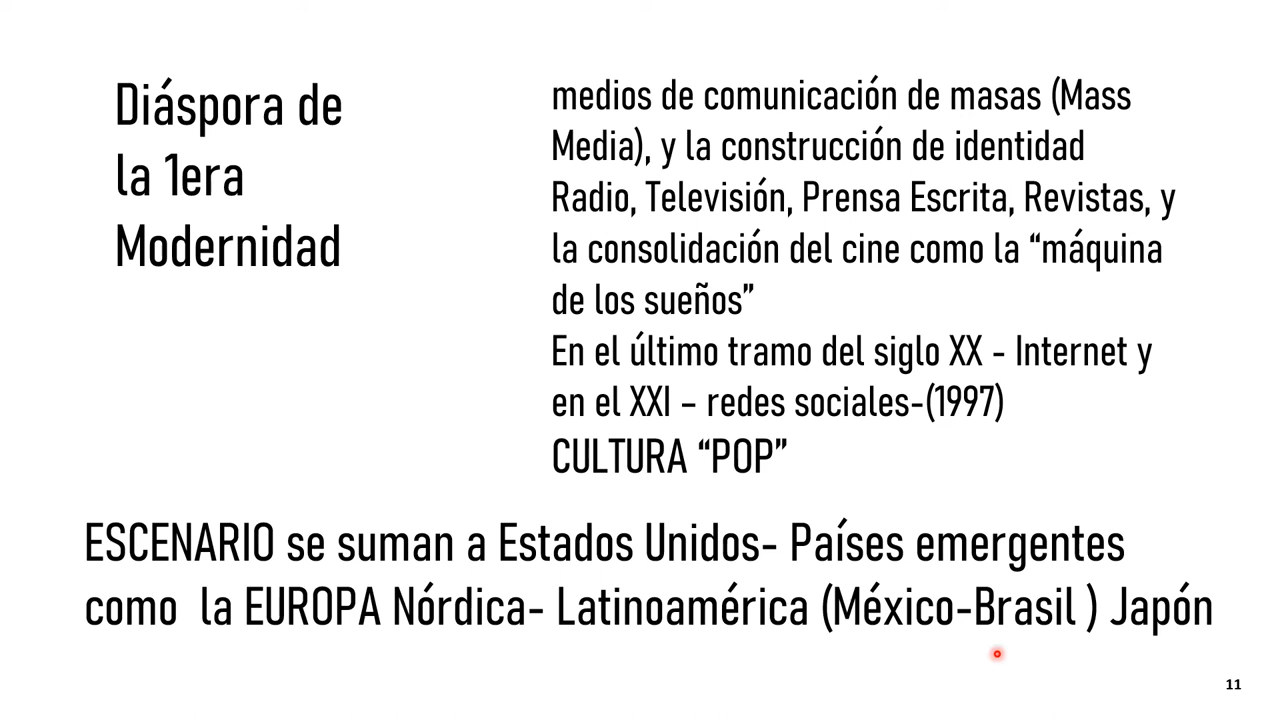 Diáspora de
la 1era
Modernidad
medios de comunicación de masas (Mass
Media), y la construcción de identidad
Radio, Televisión, Prensa Escrita, Revistas, y
la consolidación del cine como la “máquina
de los sueños”
En el último tramo del siglo XX - Internet y
en el XXI – redes sociales-(1997)
CULTURA “POP”
ESCENARIO se suman a Estados Unidos- Países emergentes
como  la EUROPA Nórdica- Latinoamérica (México-Brasil ) Japón
11